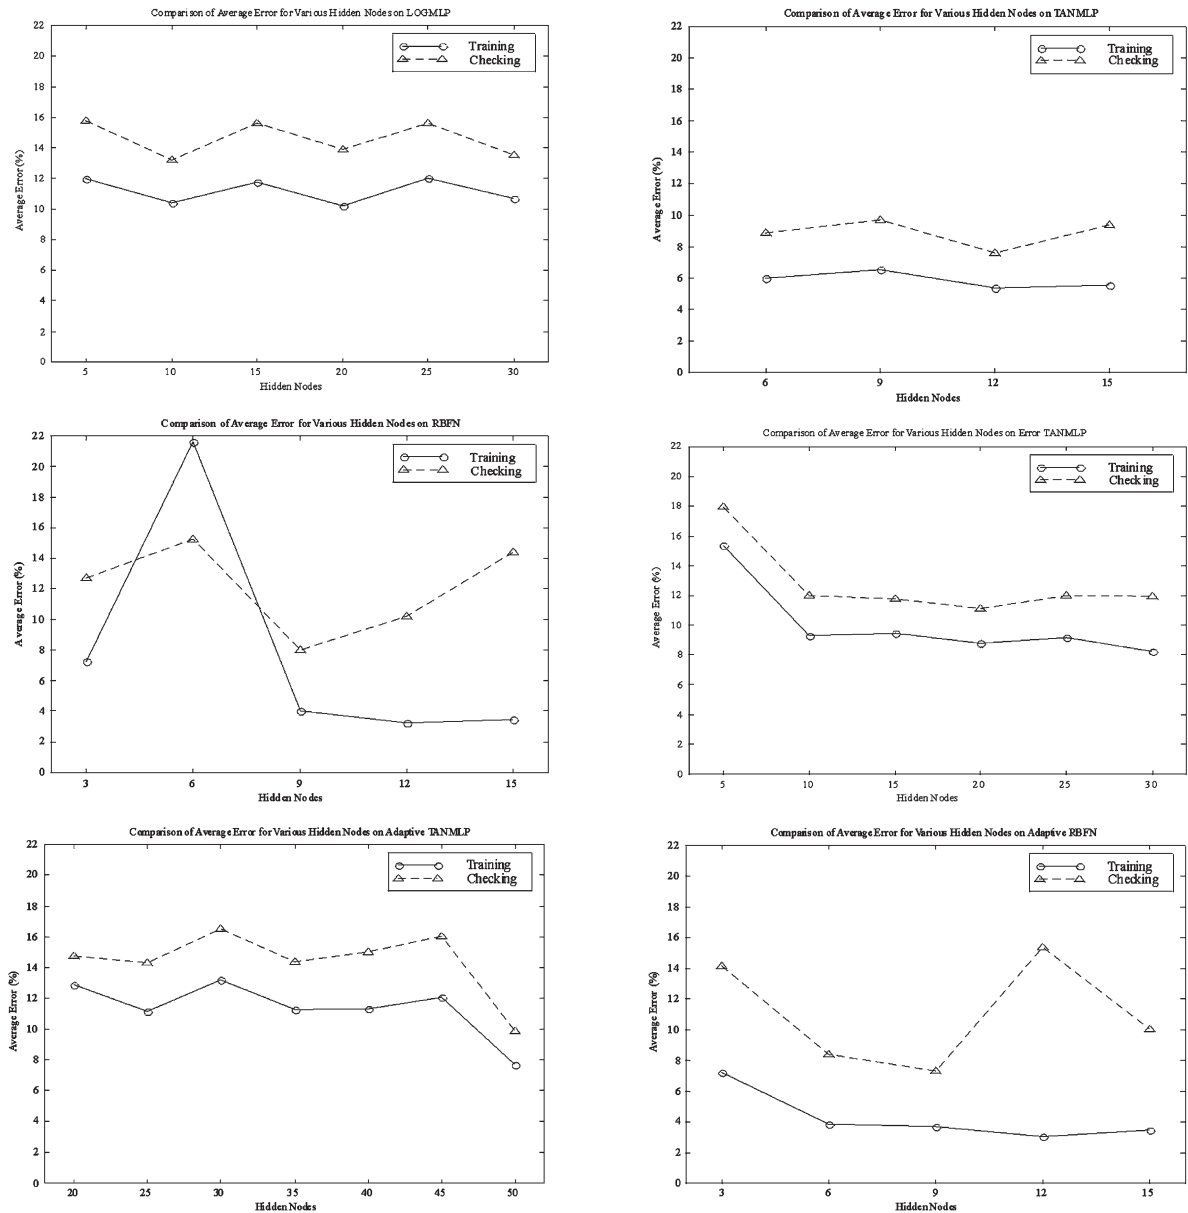 Comparison of Average Error for Various Hidden Nodes on LOGMLP
22
20
18
16
14
12
10
8
6
4
2
0
Average Error (%)
Training
Checking
5 10 15 20 25 30
Hidden Nodes
Comparison of Average Error for Various Hidden Nodes on TANMLP
22
20
18
16
14
12
10
8
6
4
2
0
Average Error (%)
Training
Checking
6 9 12 15
Hidden Nodes
Comparison of Average Error for Various Hidden Nodes on RBFN
22
20
18
16
14
12
10
8
6
4
2
0
Average Error (%)
Training
Checking
3 6 9 12 15
Hidden Nodes
Comparison of Average Error for Various Hidden Nodes on Error TANMLP
22
20
18
16
14
12
10
8
6
4
2
0
Average Error (%)
Training
Checking
5 10 15 20 25 30
Hidden Nodes
Comparison of Average Error for Various Hidden Nodes on Adaptive TANMLP
22
20
18
16
14
12
10
8
6
4
2
0
Average Error (%)
Training
Checking
20 25 30 35 40 45 50
Hidden Nodes
Comparison of Average Error for Various Hidden Nodes on Adaptive RBFN
22
20
18
16
14
12
10
8
6
4
2
0
Average Error (%)
Training
Checking
3 6 9 12 15
Hidden Nodes